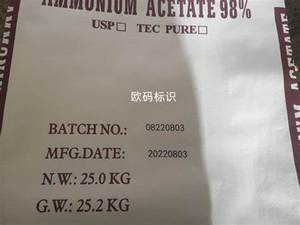 AMMONIUM ACETATE 98%
USP□ TEC PURE□
欧码标识
BATCH NO.: 08220803
MFG.DATE: 20220803
N.W.: 25.0 KG
G.W.: 25.2 KG
ACETATE